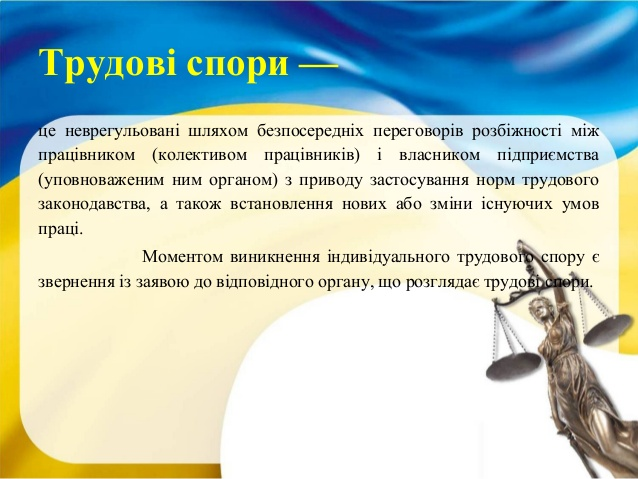 Трудові спори —
це неврегульовані шляхом безпосередніх переговорів розбіжності між
працівником (колективом працівників) і власником підприємства
(уповноваженим ним органом) з приводу застосування норм трудового
законодавства, а також встановлення нових або зміни існуючих умов
праці.
Моментом виникнення індивідуального трудового спору є
звернення із заявою до відповідного органу, що розглядає трудові спори.